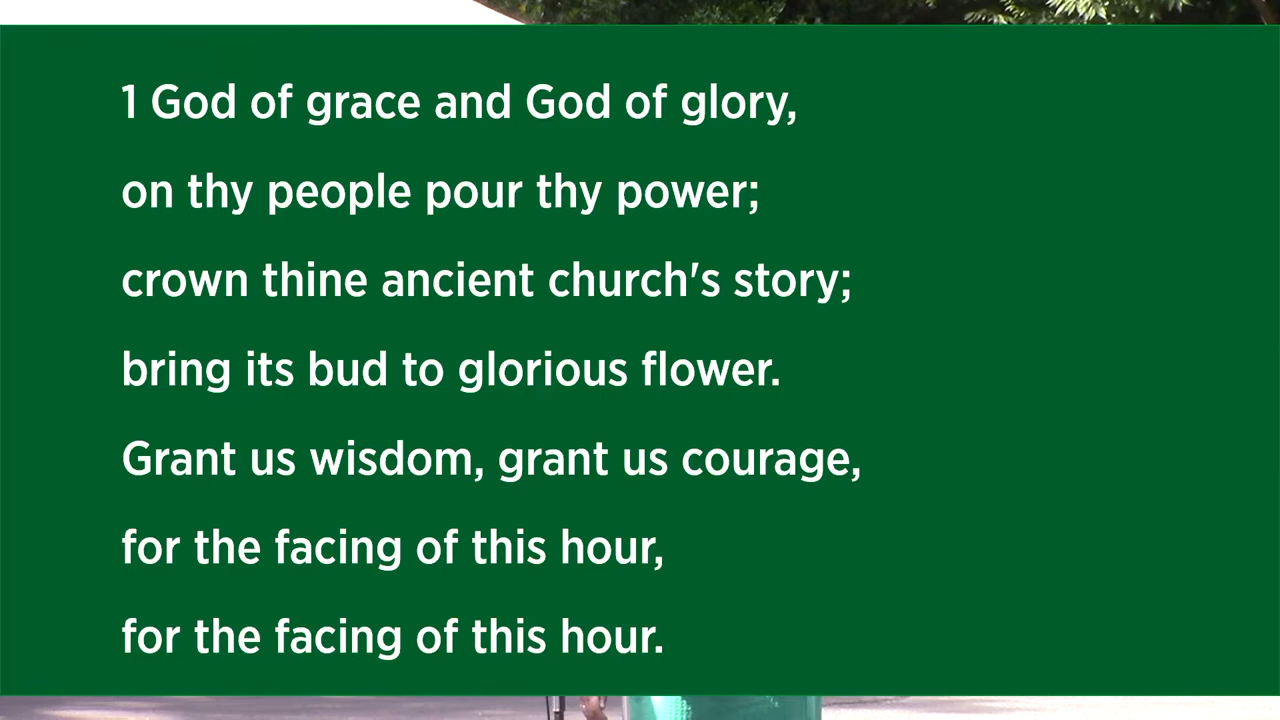 1 God of grace and God of glory,
on thy people pour thy power;
crown thine ancient church's story;
bring its bud to glorious flower.
Grant us wisdom, grant us courage,
for the facing of this hour,
for the facing of this hour.